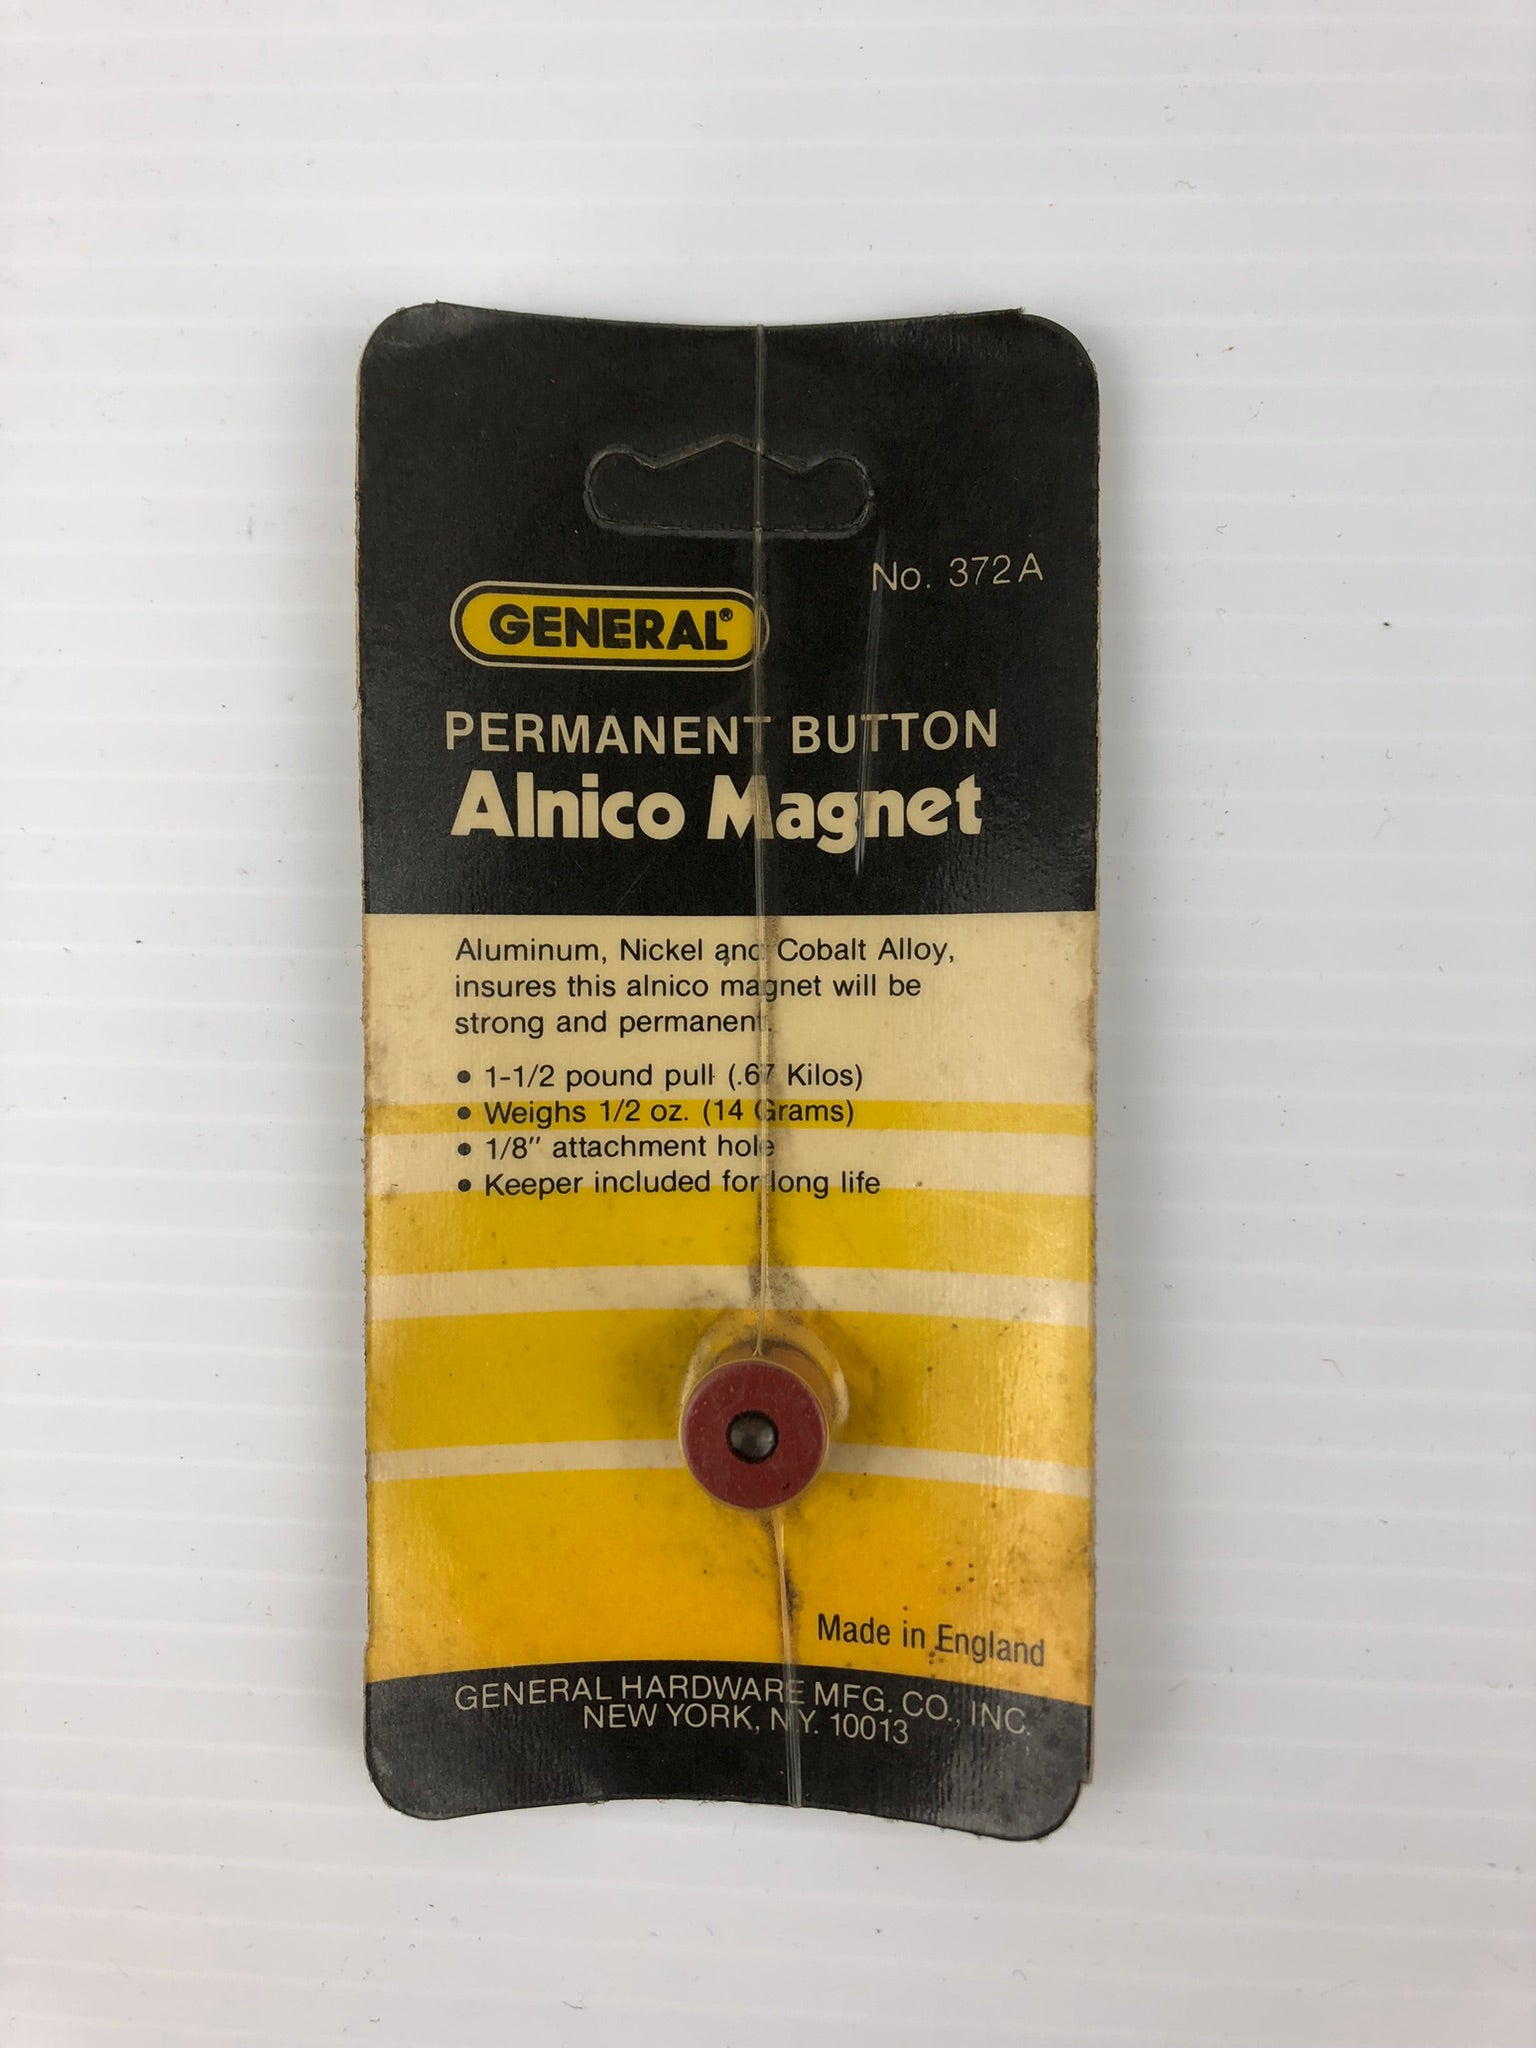 No. 372A
GENERAL®
PERMANENT BUTTON
Alnico Magnet
Aluminum, Nickel and Cobalt Alloy,
insures this alnico magnet will be
strong and permanent.
• 1-1/2 pound pull (.67 Kilos)
• Weighs 1/2 oz. (14 Grams)
• 1/8" attachment hole
• Keeper included for long life
Made in England
GENERAL HARDWARE MFG. CO., INC.
NEW YORK, N.Y. 10013